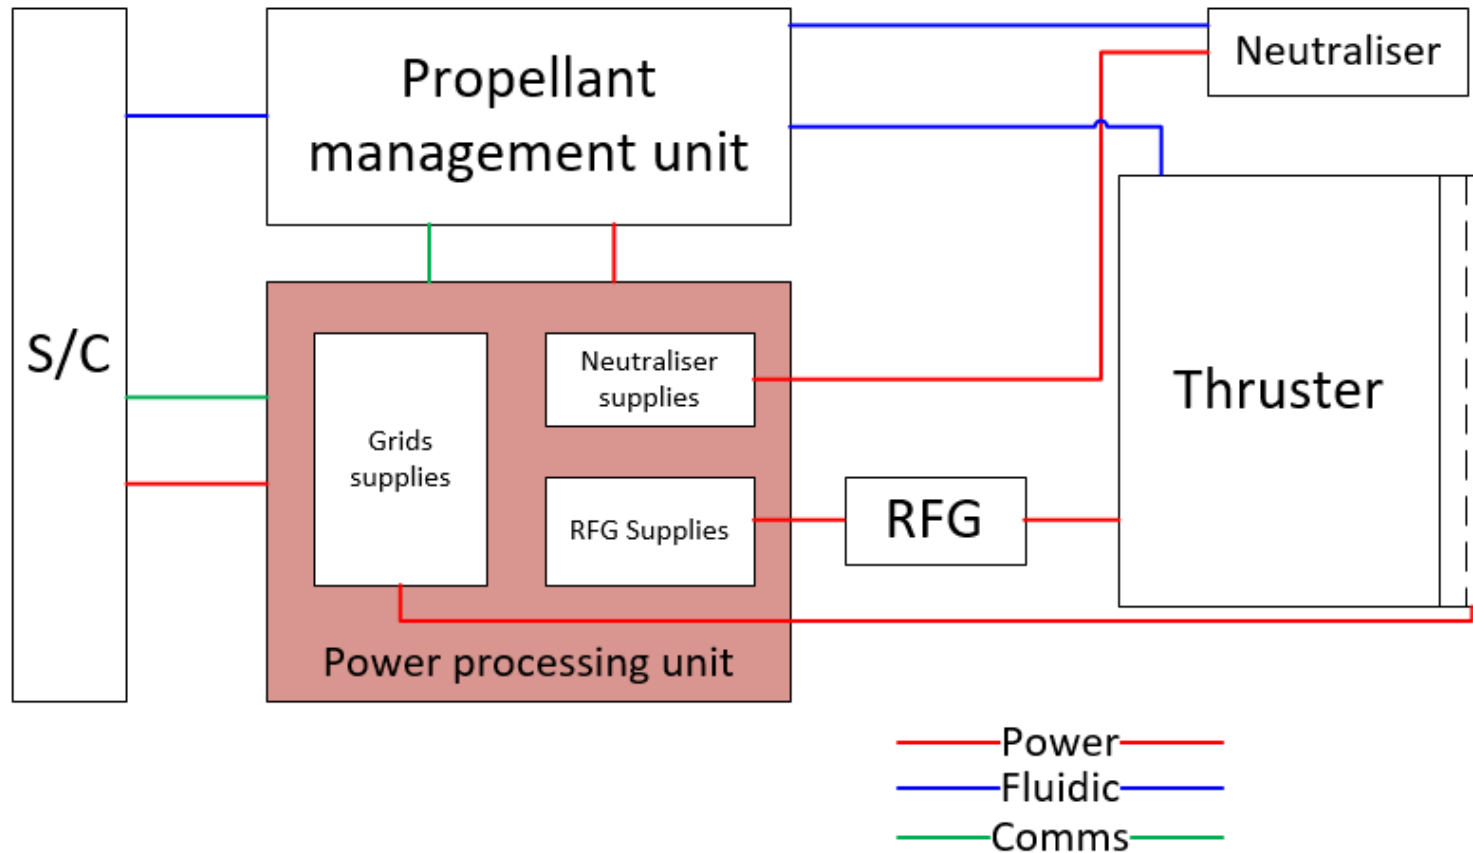 S/C
Propellant
management unit
Neutraliser
Neutraliser
supplies
Grids
supplies
RFG Supplies
RFG
Thruster
Power processing unit
Power
Fluidic
Comms